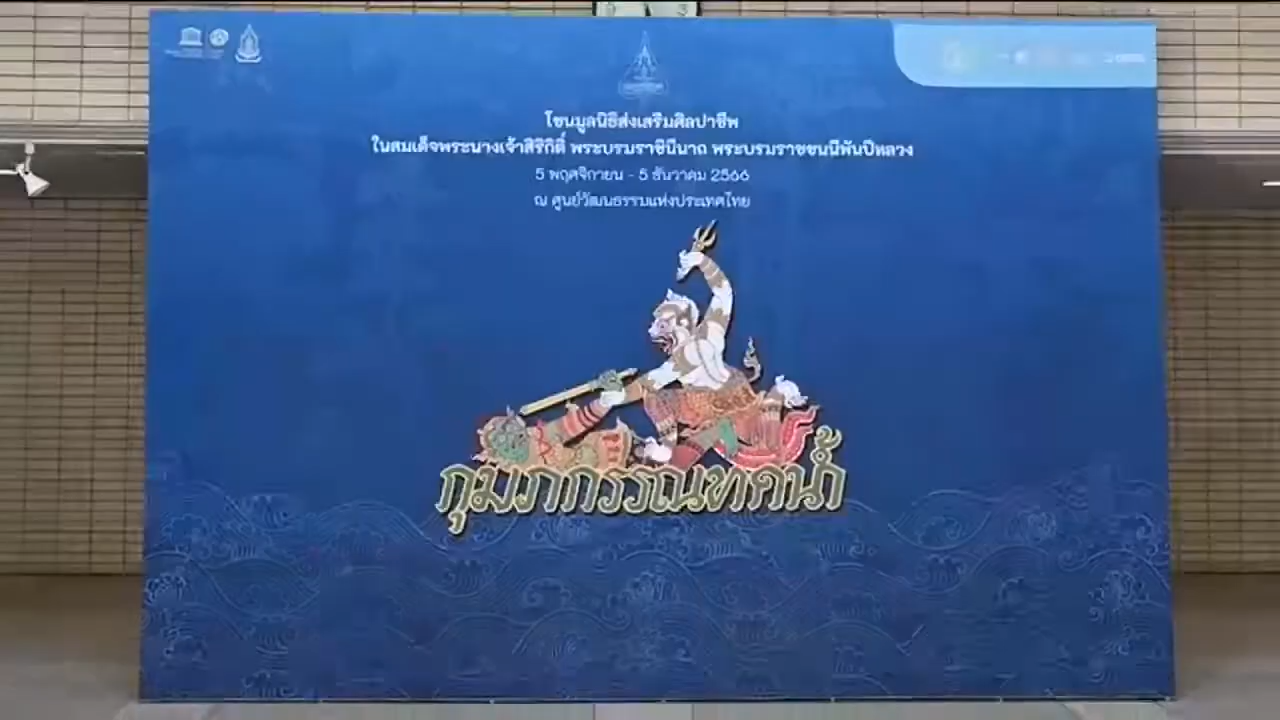 โขนมูลนิธิส่งเสริมศิลปาชีพ
ในสมเด็จพระนางเจ้าสิริกิติ์ พระบรมราชินีนาถ พระบรมราชชนนีพันปีหลวง
5 พฤศจิกายน - 5 ธันวาคม 2566
ณ ศูนย์วัฒนธรรมแห่งประเทศไทย
กุมภกรรณทดน้ำ